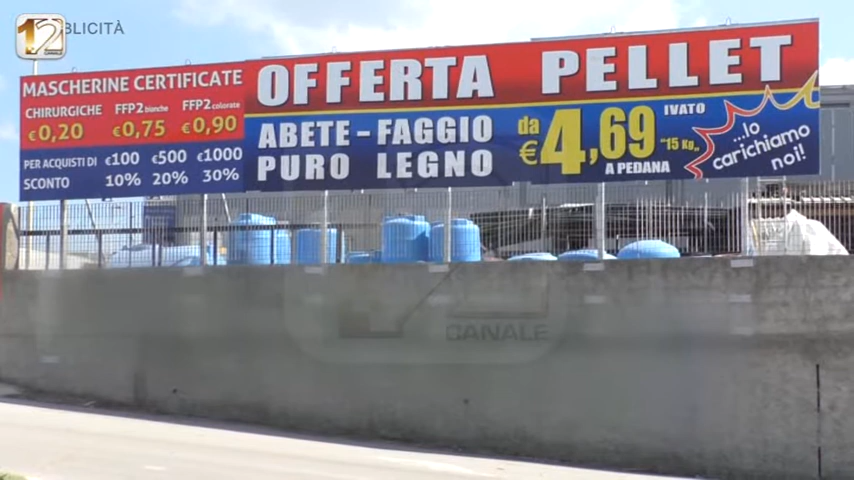 12
BLICITÀ
MASCHERINE CERTIFICATE
CHIRURGICHE FFP2 bianche FFP2 colorate
€0,20 €0,75 €0,90
PER ACQUISTI DI €100 €500 €1000
SCONTO 10% 20% 30%
OFFERTA PELLET
ABETE - FAGGIO
PURO LEGNO
da €4,69 IVATO
"15 Kg"
A PEDANA
...lo
carichiamo
noi!
12
CANALE